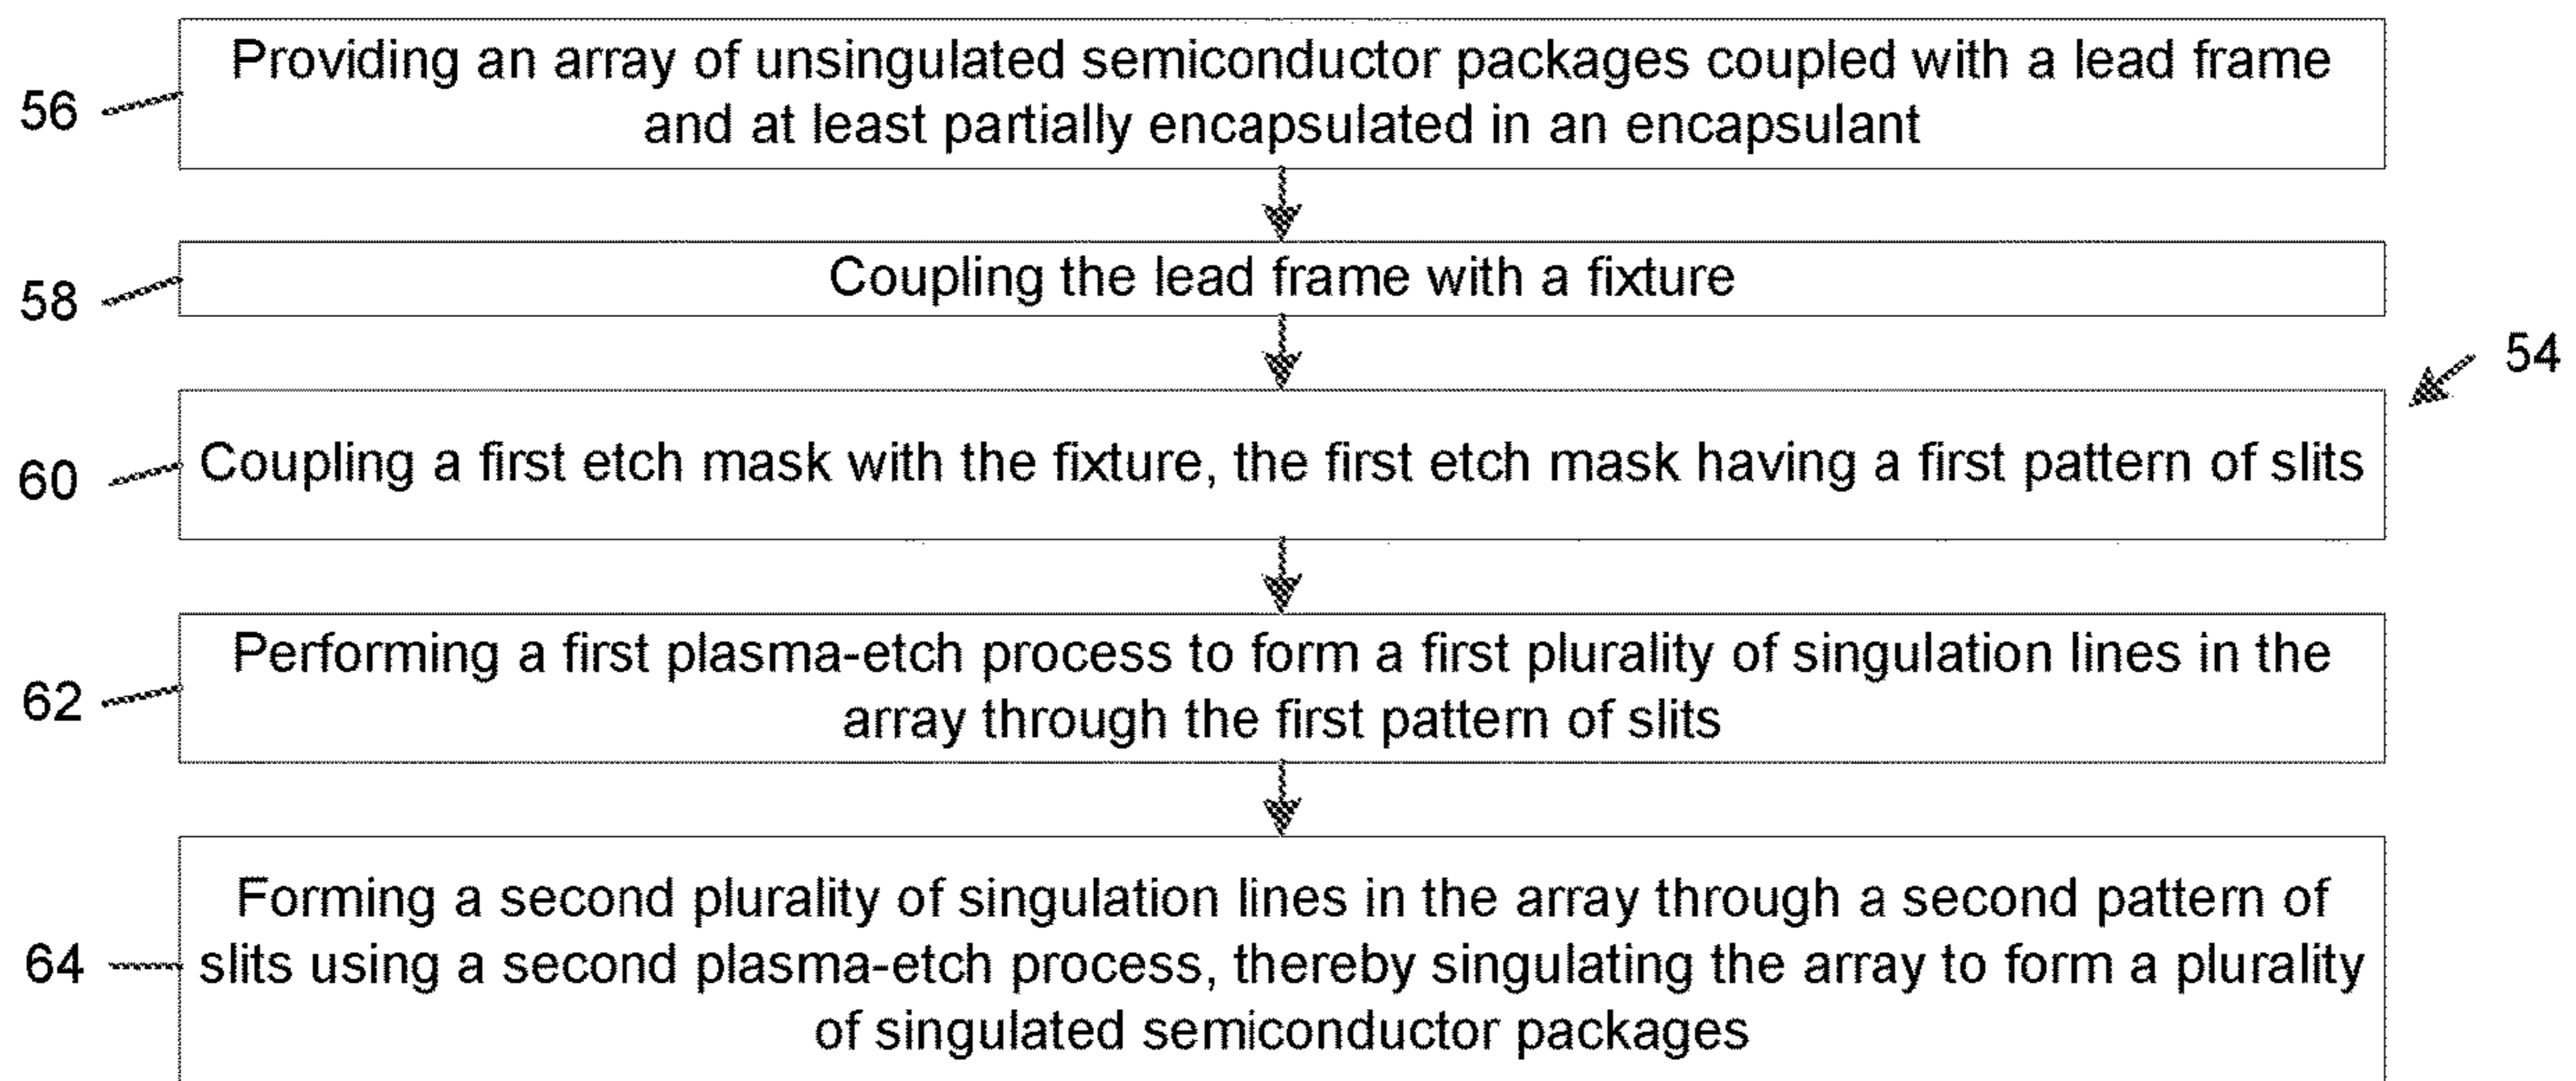 Providing an array of unsingulated semiconductor packages coupled with a lead frame
and at least partially encapsulated in an encapsulant
56
Coupling the lead frame with a fixture
58
54
Coupling a first etch mask with the fixture, the first etch mask having a first pattern of slits
60
Performing a first plasma-etch process to form a first plurality of singulation lines in the
array through the first pattern of slits
62
Forming a second plurality of singulation lines in the array through a second pattern of
slits using a second plasma-etch process, thereby singulating the array to form a plurality
of singulated semiconductor packages
64